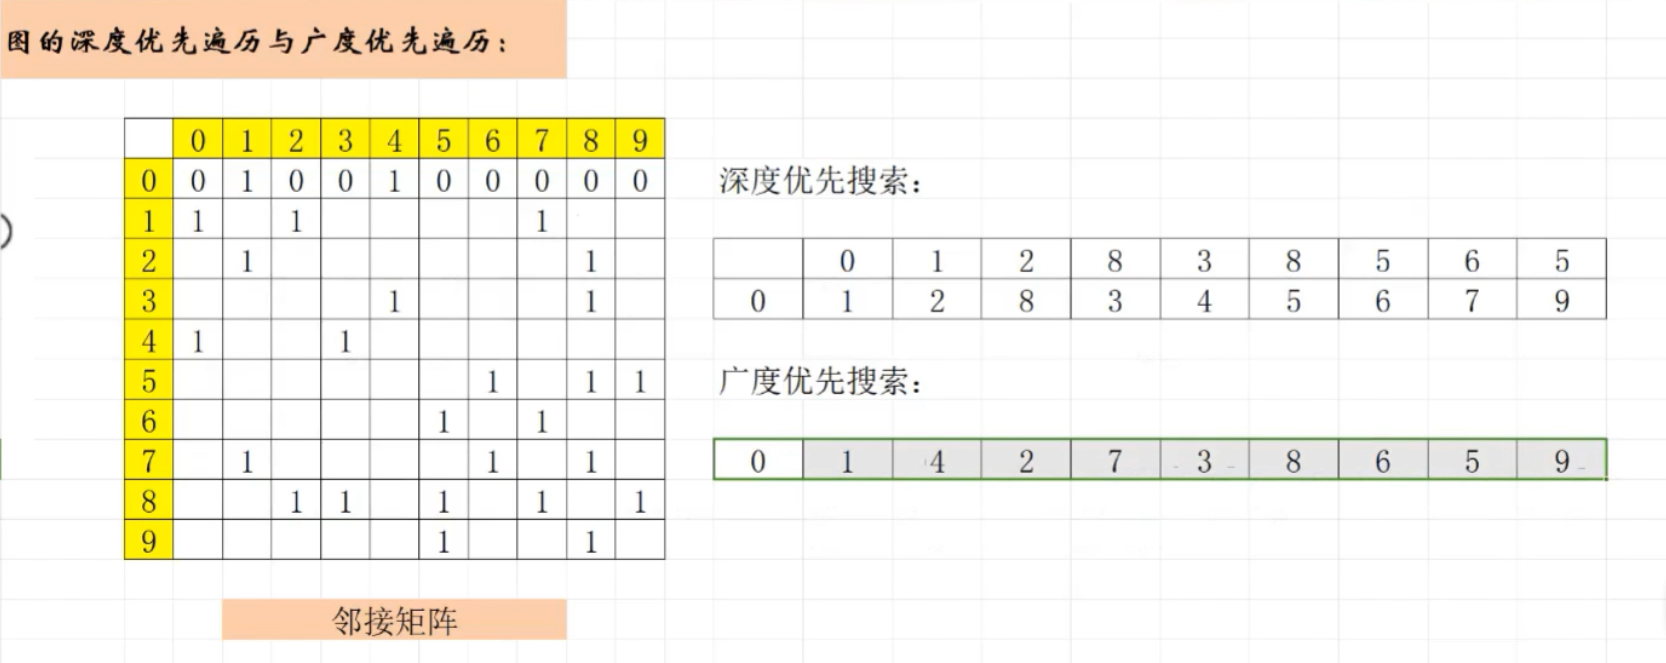 图的深度优先遍历与广度优先遍历：
0 1 2 3 4 5 6 7 8 9
0 0 1 0 0 1 0 0 0 0 0
1 1 1 1
2 1 1
3 1 1
4 1 1
5 1 1 1
6 1 1
7 1 1 1
8 1 1 1 1 1
9 1 1
邻接矩阵
深度优先搜索：
0 1 2 8 3 8 5 6 5
0 1 2 8 3 4 5 6 7 9
广度优先搜索：
0 1 4 2 7 3 8 6 5 9